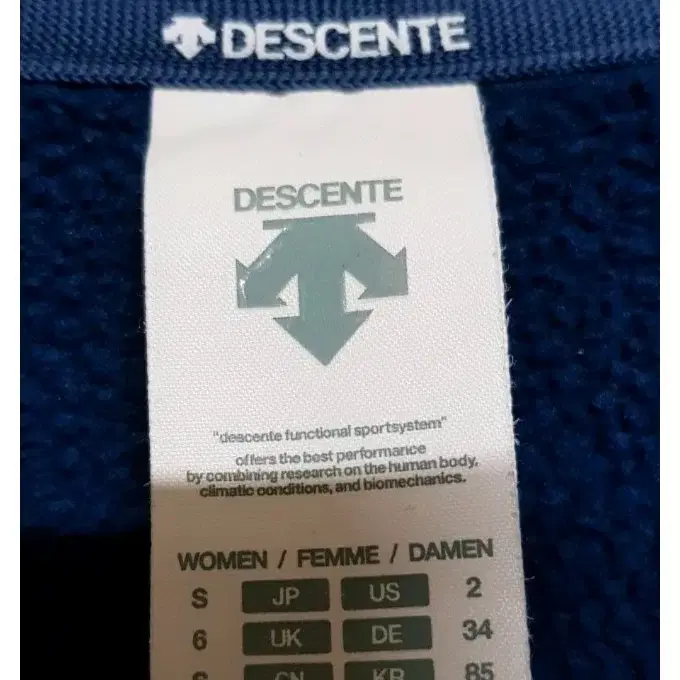 DESCENTE
DESCENTE
"descente functional sportsystem"
offers the best performance
by combining research on the human body,
climatic conditions, and biomechanics.
WOMEN / FEMME / DAMEN
S JP US 2
6 UK DE 34
S CN KR 85